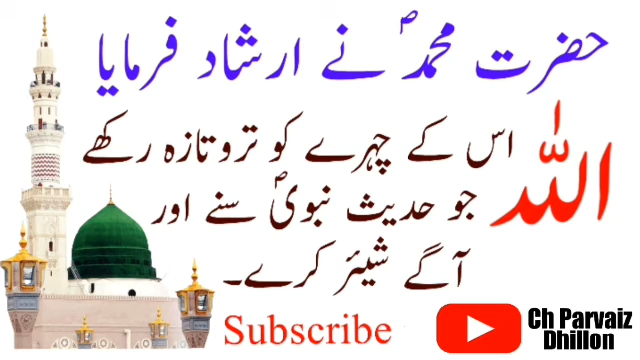 حضرت محمدؐ نے ارشاد فرمایا
اللہ اس کے چہرے کو تروتازہ رکھے
جو حدیث نبویؐ سنے اور
آگے شیئر کرے۔
Subscribe
Ch Parvaiz
Dhillon